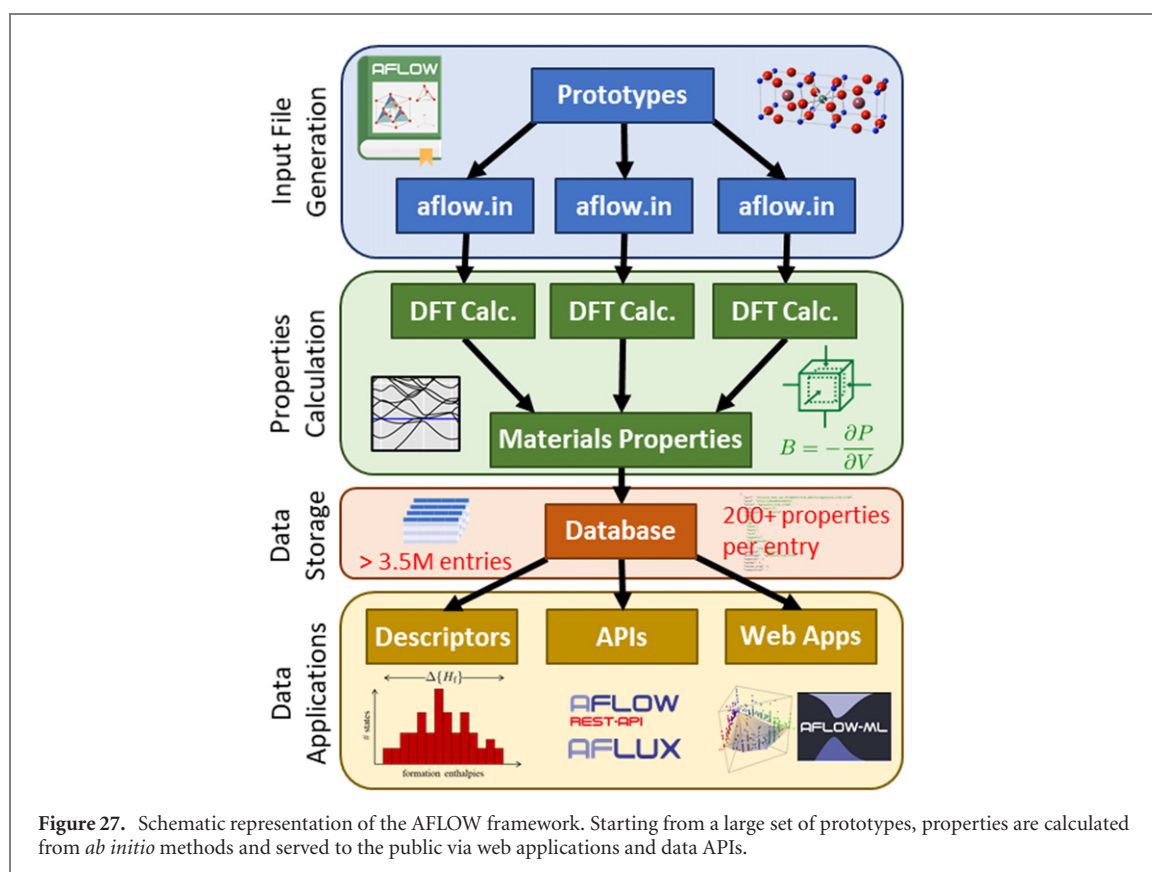 Input File
Generation
AFLOW
Prototypes
aflow.in
aflow.in
aflow.in
Properties
Calculation
DFT Calc.
DFT Calc.
DFT Calc.
Materials Properties
B = −∂P/∂V
Data
Storage
> 3.5M entries
Database
200+ properties
per entry
Data
Applications
Descriptors
APIs
Web Apps
Δ{H_f}
# states
formation enthalpies
AFLOW
REST-API
AFLUX
AFLOW-ML
Figure 27. Schematic representation of the AFLOW framework. Starting from a large set of prototypes, properties are calculated
from ab initio methods and served to the public via web applications and data APIs.